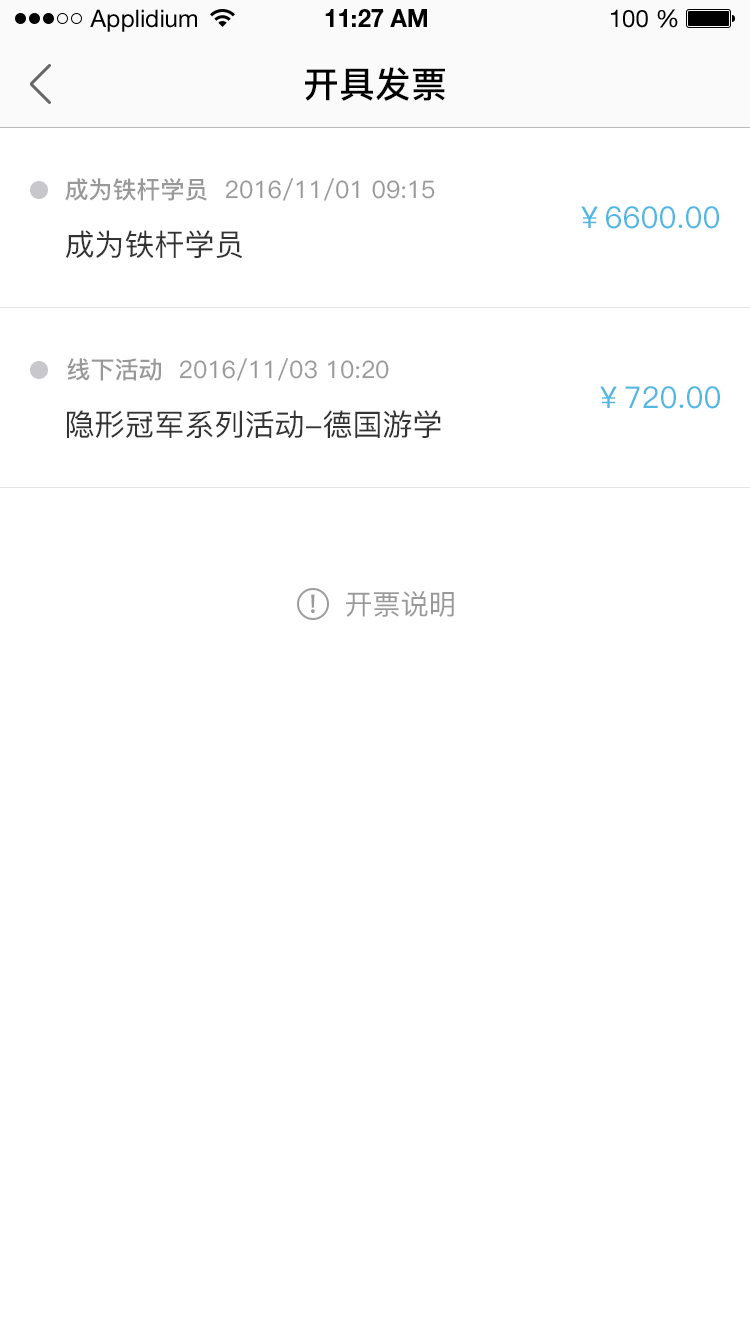 Applidium 11:27 AM 100 %
开具发票
成为铁杆学员 2016/11/01 09:15
¥ 6600.00
成为铁杆学员
线下活动 2016/11/03 10:20
¥ 720.00
隐形冠军系列活动–德国游学
开票说明